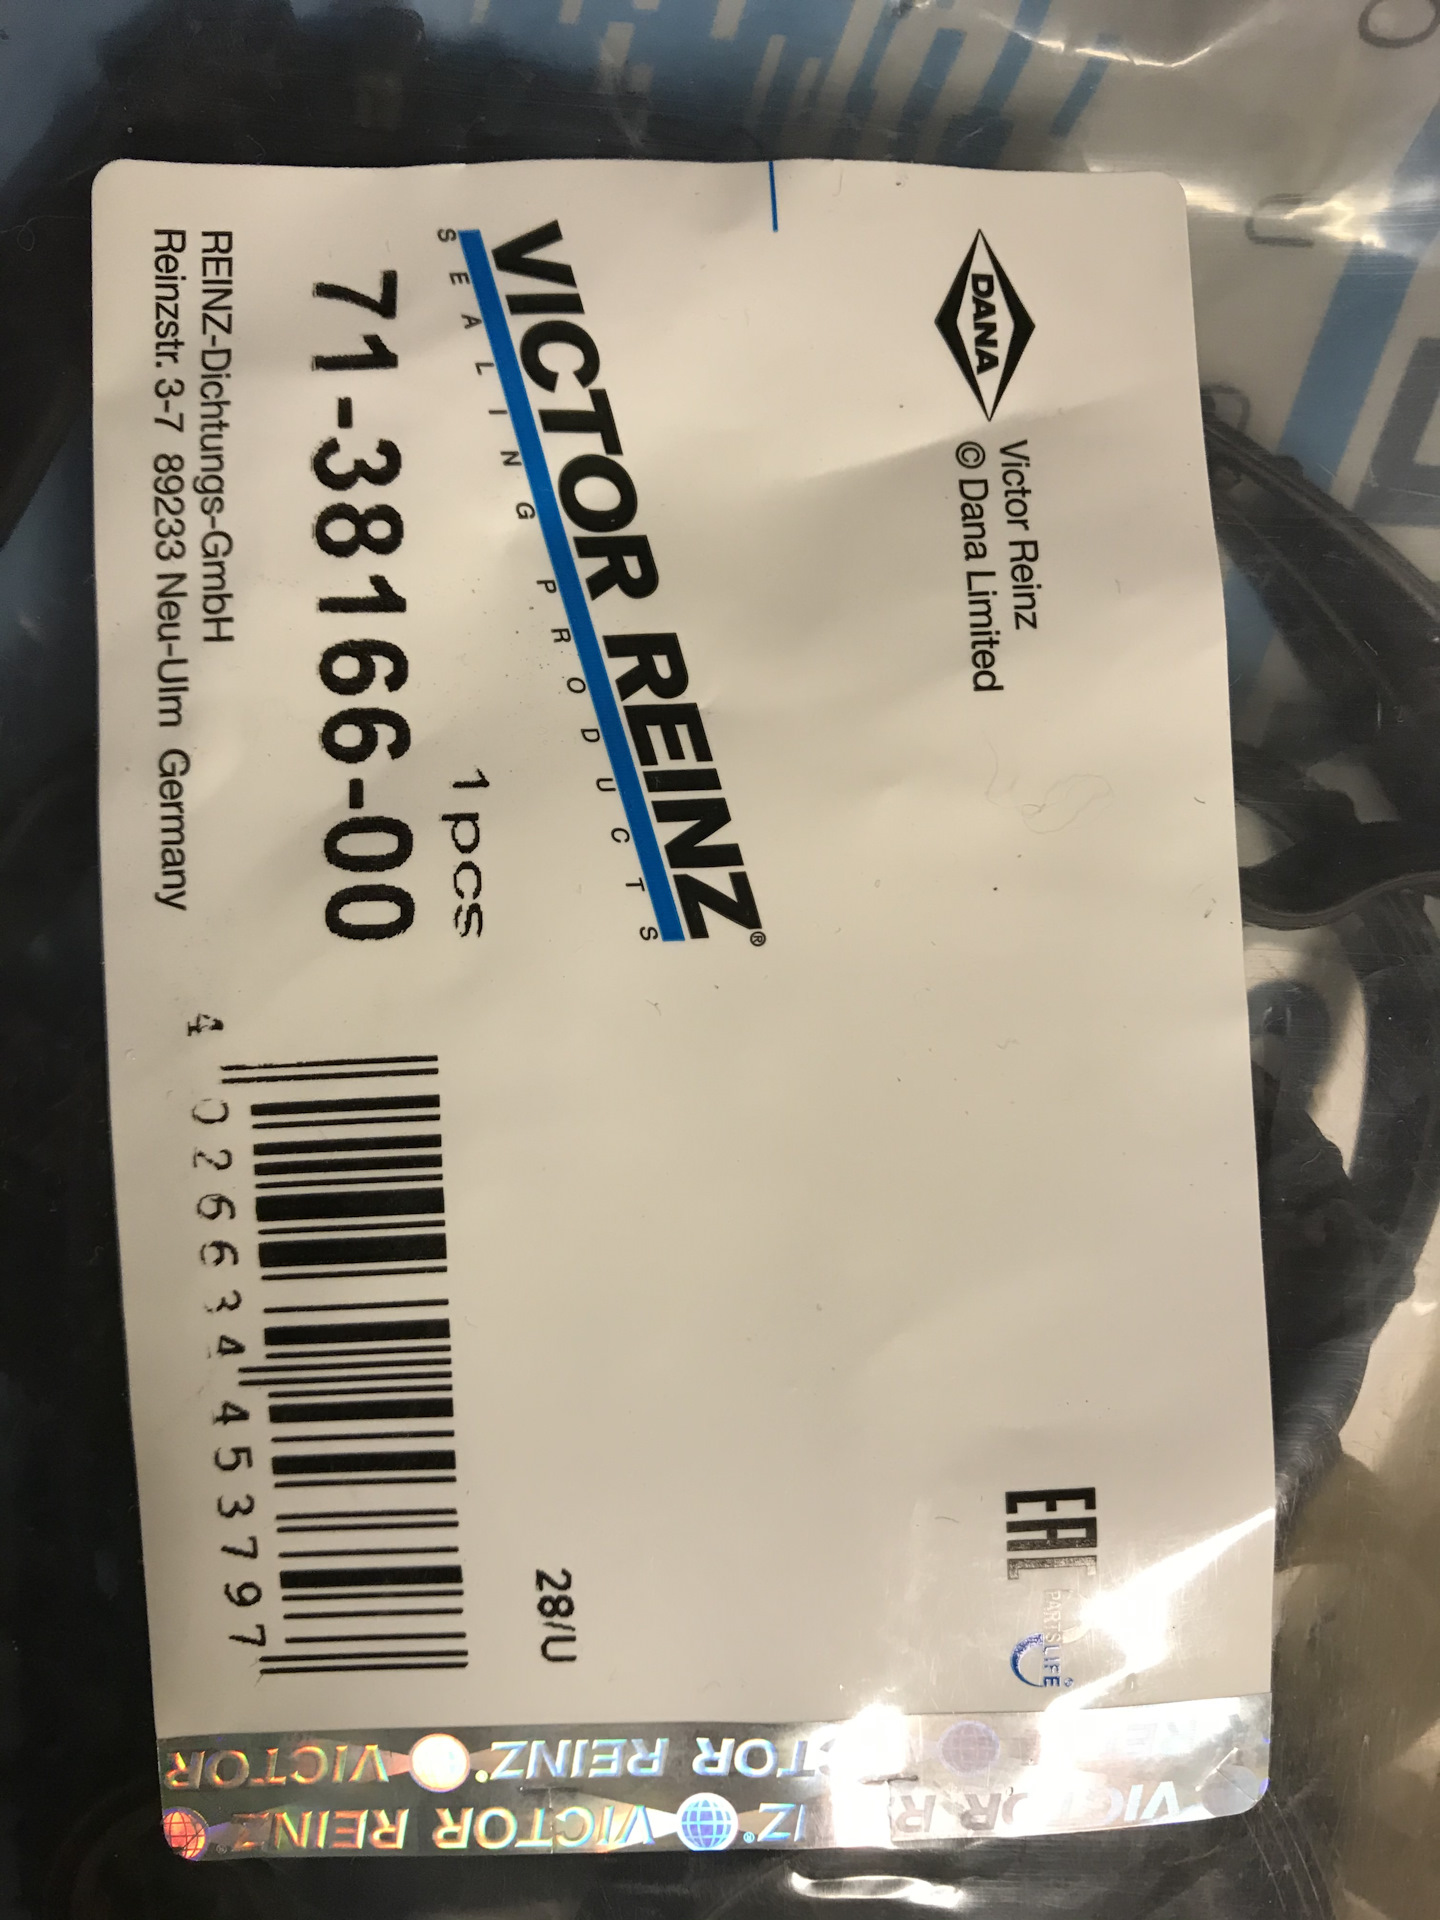 DANA
Victor Reinz
© Dana Limited
EAC
PARTSLIFE
VICTOR REINZ®
SEALING PRODUCTS
28/U
1 pcs
71-38166-00
REINZ-Dichtungs-GmbH
Reinzstr. 3-7 89233 Neu-Ulm Germany
4 026634 453797
VICTOR REINZ®
VICTOR REINZ®